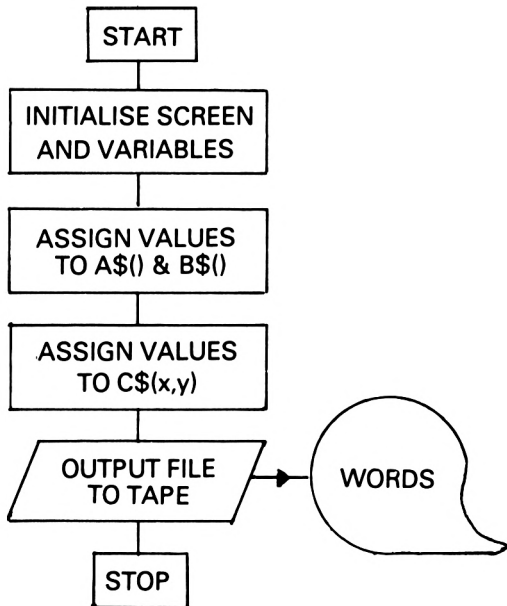 START
INITIALISE SCREEN
AND VARIABLES
ASSIGN VALUES
TO A$() & B$()
ASSIGN VALUES
TO C$(x,y)
OUTPUT FILE
TO TAPE
WORDS
STOP